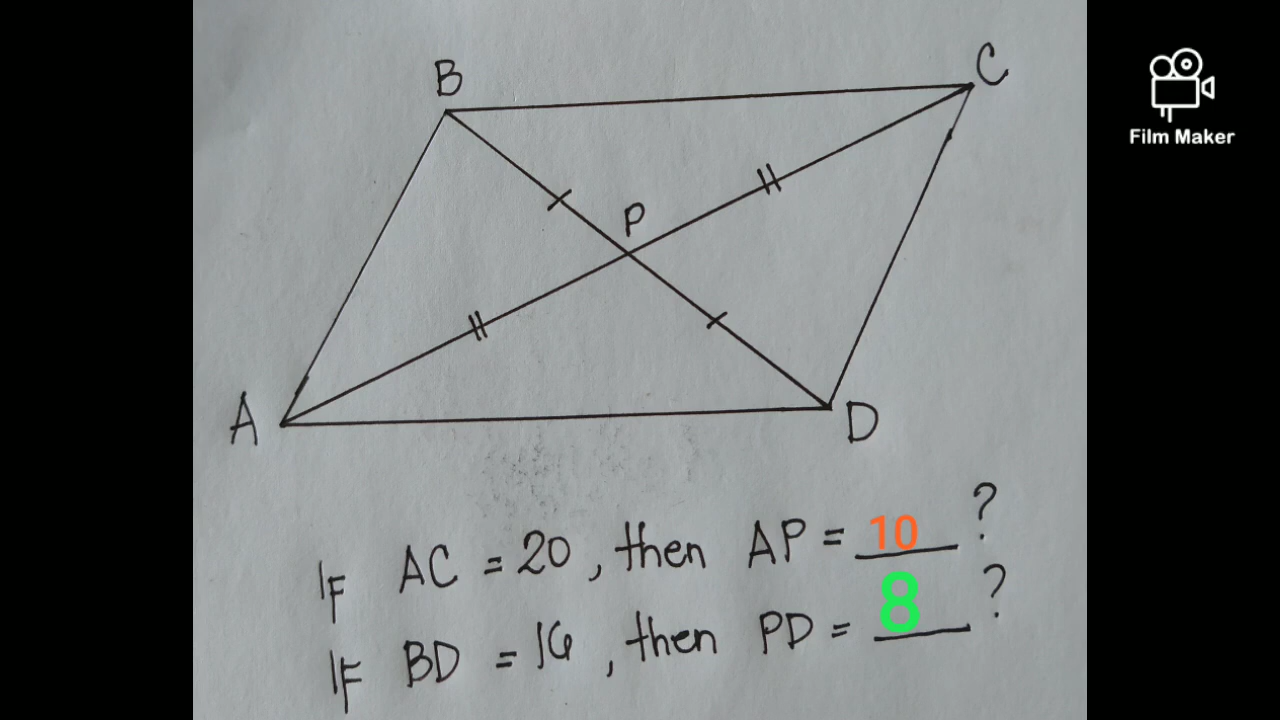 B
C
Film Maker
P
A
D
IF AC = 20, then AP = 10 ?
IF BD = 16, then PD = 8 ?